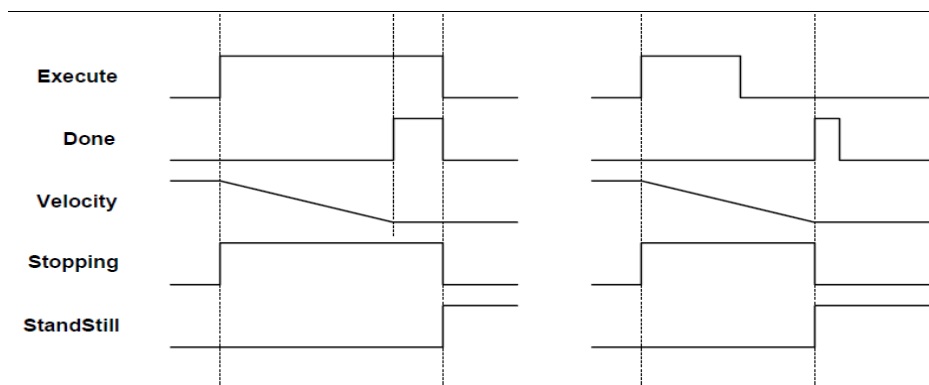 Execute
Done
Velocity
Stopping
StandStill